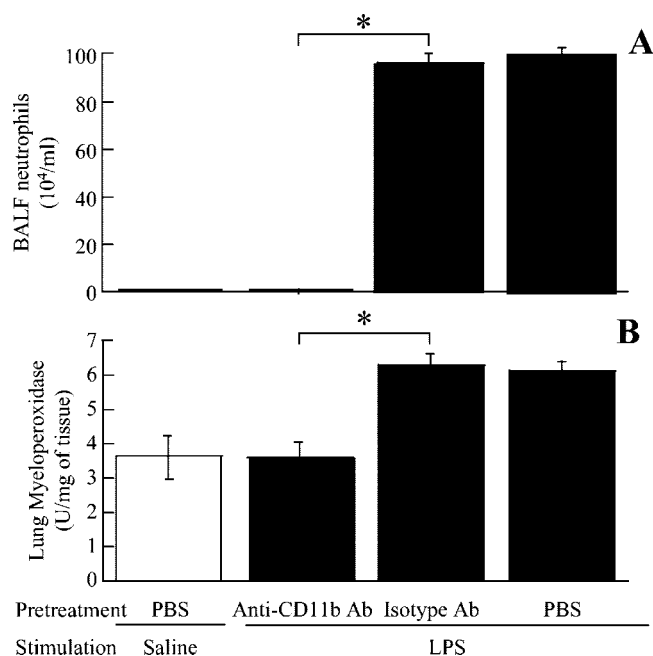 *
A
BALF neutrophils
(10⁴/ml)
100
80
60
40
20
0
*
B
Lung Myeloperoxidase
(U/mg of tissue)
7
6
5
4
3
2
1
0
Pretreatment PBS Anti-CD11b Ab Isotype Ab PBS
Stimulation Saline LPS